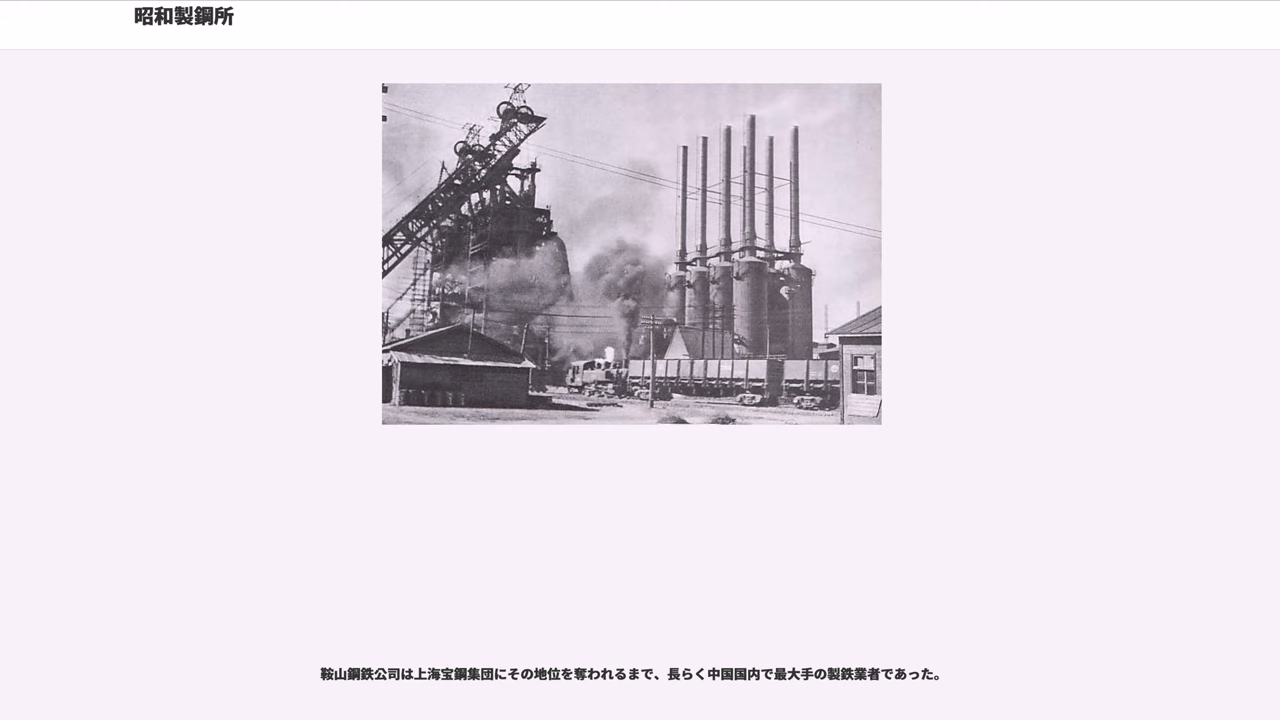 昭和製鋼所
鞍山鋼鉄公司は上海宝鋼集団にその地位を奪われるまで、長らく中国国内で最大手の製鉄業者であった。